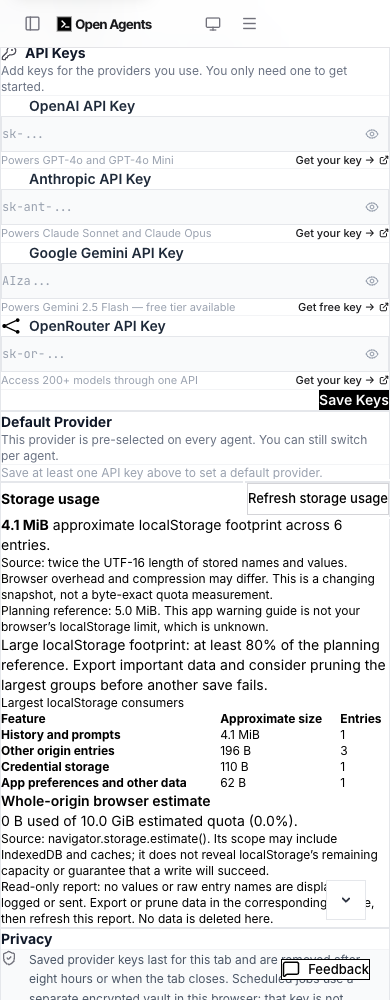 Open Agents
API Keys
Add keys for the providers you use. You only need one to get
started.
OpenAI API Key
sk-...
Powers GPT-4o and GPT-4o Mini Get your key →
Anthropic API Key
sk-ant-...
Powers Claude Sonnet and Claude Opus Get your key →
Google Gemini API Key
AIza...
Powers Gemini 2.5 Flash — free tier available Get free key →
OpenRouter API Key
sk-or-...
Access 200+ models through one API Get your key →
Save Keys
Default Provider
This provider is pre-selected on every agent. You can still switch
per agent.
Save at least one API key above to set a default provider.
Storage usage Refresh storage usage
4.1 MiB approximate localStorage footprint across 6
entries.
Source: twice the UTF-16 length of stored names and values.
Browser overhead and compression may differ. This is a changing
snapshot, not a byte-exact quota measurement.
Planning reference: 5.0 MiB. This app warning guide is not your
browser's localStorage limit, which is unknown.
Large localStorage footprint: at least 80% of the planning
reference. Export important data and consider pruning the
largest groups before another save fails.
Largest localStorage consumers
Feature Approximate size Entries
History and prompts 4.1 MiB 1
Other origin entries 196 B 3
Credential storage 110 B 1
App preferences and other data 62 B 1
Whole-origin browser estimate
0 B used of 10.0 GiB estimated quota (0.0%).
Source: navigator.storage.estimate(). Its scope may include
IndexedDB and caches; it does not reveal localStorage's remaining
capacity or guarantee that a write will succeed.
Read-only report: no values or raw entry names are
logged or sent. Export or prune data in the corresponding
then refresh this report. No data is deleted here.
Privacy
Saved provider keys last for this tab and are removed after
eight hours or when the tab closes. Scheduled jobs use a
Feedback
separate encrypted vault in this browser; that key is not